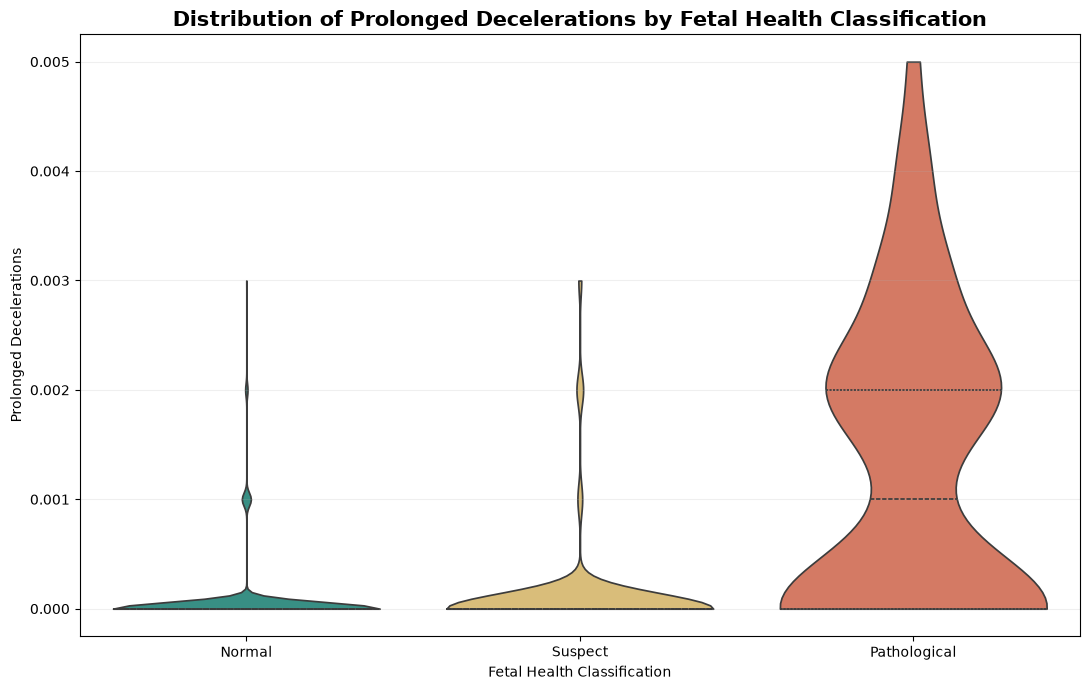 Distribution of Prolonged Decelerations by Fetal Health Classification
Prolonged Decelerations
0.005
0.004
0.003
0.002
0.001
0.000
Normal
Suspect
Pathological
Fetal Health Classification